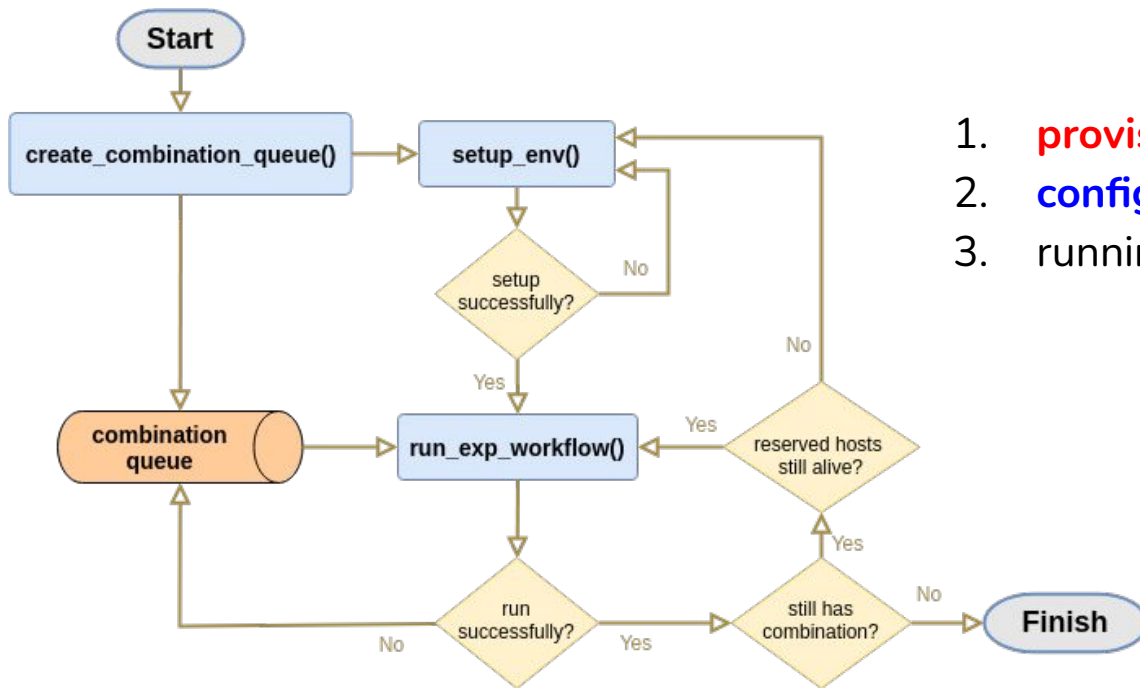 Start
create_combination_queue()
setup_env()
1.
2.
3.
setup
successfully?
No
Yes
No
combination
queue
run_exp_workflow()
Yes
reserved hosts
still alive?
Yes
run
successfully?
No
Yes
still has
combination?
No
Finish